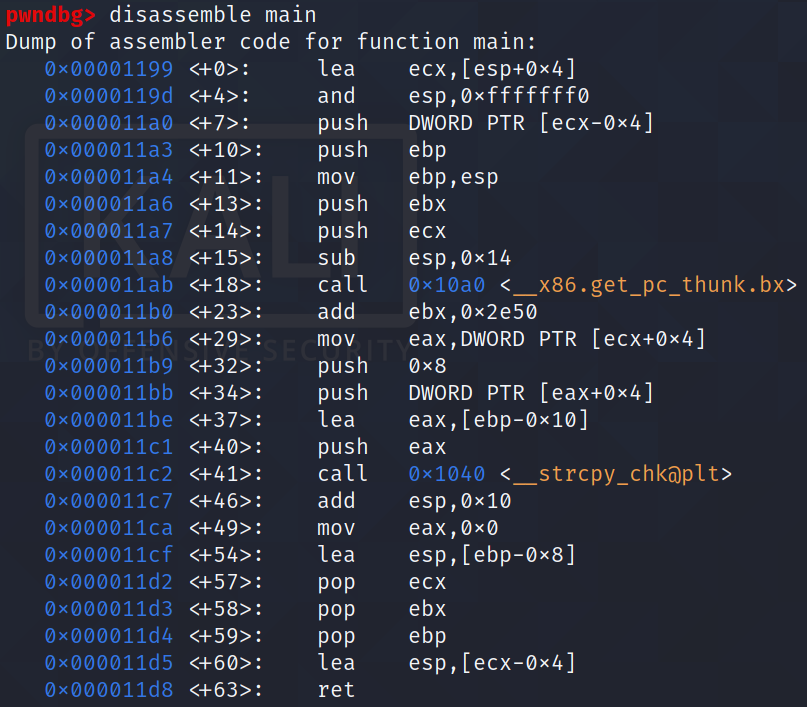 pwndbg> disassemble main
Dump of assembler code for function main:
0x00001199 <+0>: lea ecx,[esp+0x4]
0x0000119d <+4>: and esp,0xfffffff0
0x000011a0 <+7>: push DWORD PTR [ecx-0x4]
0x000011a3 <+10>: push ebp
0x000011a4 <+11>: mov ebp,esp
0x000011a6 <+13>: push ebx
0x000011a7 <+14>: push ecx
0x000011a8 <+15>: sub esp,0x14
0x000011ab <+18>: call 0x10a0 <__x86.get_pc_thunk.bx>
0x000011b0 <+23>: add ebx,0x2e50
0x000011b6 <+29>: mov eax,DWORD PTR [ecx+0x4]
0x000011b9 <+32>: push 0x8
0x000011bb <+34>: push DWORD PTR [eax+0x4]
0x000011be <+37>: lea eax,[ebp-0x10]
0x000011c1 <+40>: push eax
0x000011c2 <+41>: call 0x1040 <__strcpy_chk@plt>
0x000011c7 <+46>: add esp,0x10
0x000011ca <+49>: mov eax,0x0
0x000011cf <+54>: lea esp,[ebp-0x8]
0x000011d2 <+57>: pop ecx
0x000011d3 <+58>: pop ebx
0x000011d4 <+59>: pop ebp
0x000011d5 <+60>: lea esp,[ecx-0x4]
0x000011d8 <+63>: ret
KALI
BY OFFENSIVE SECURITY